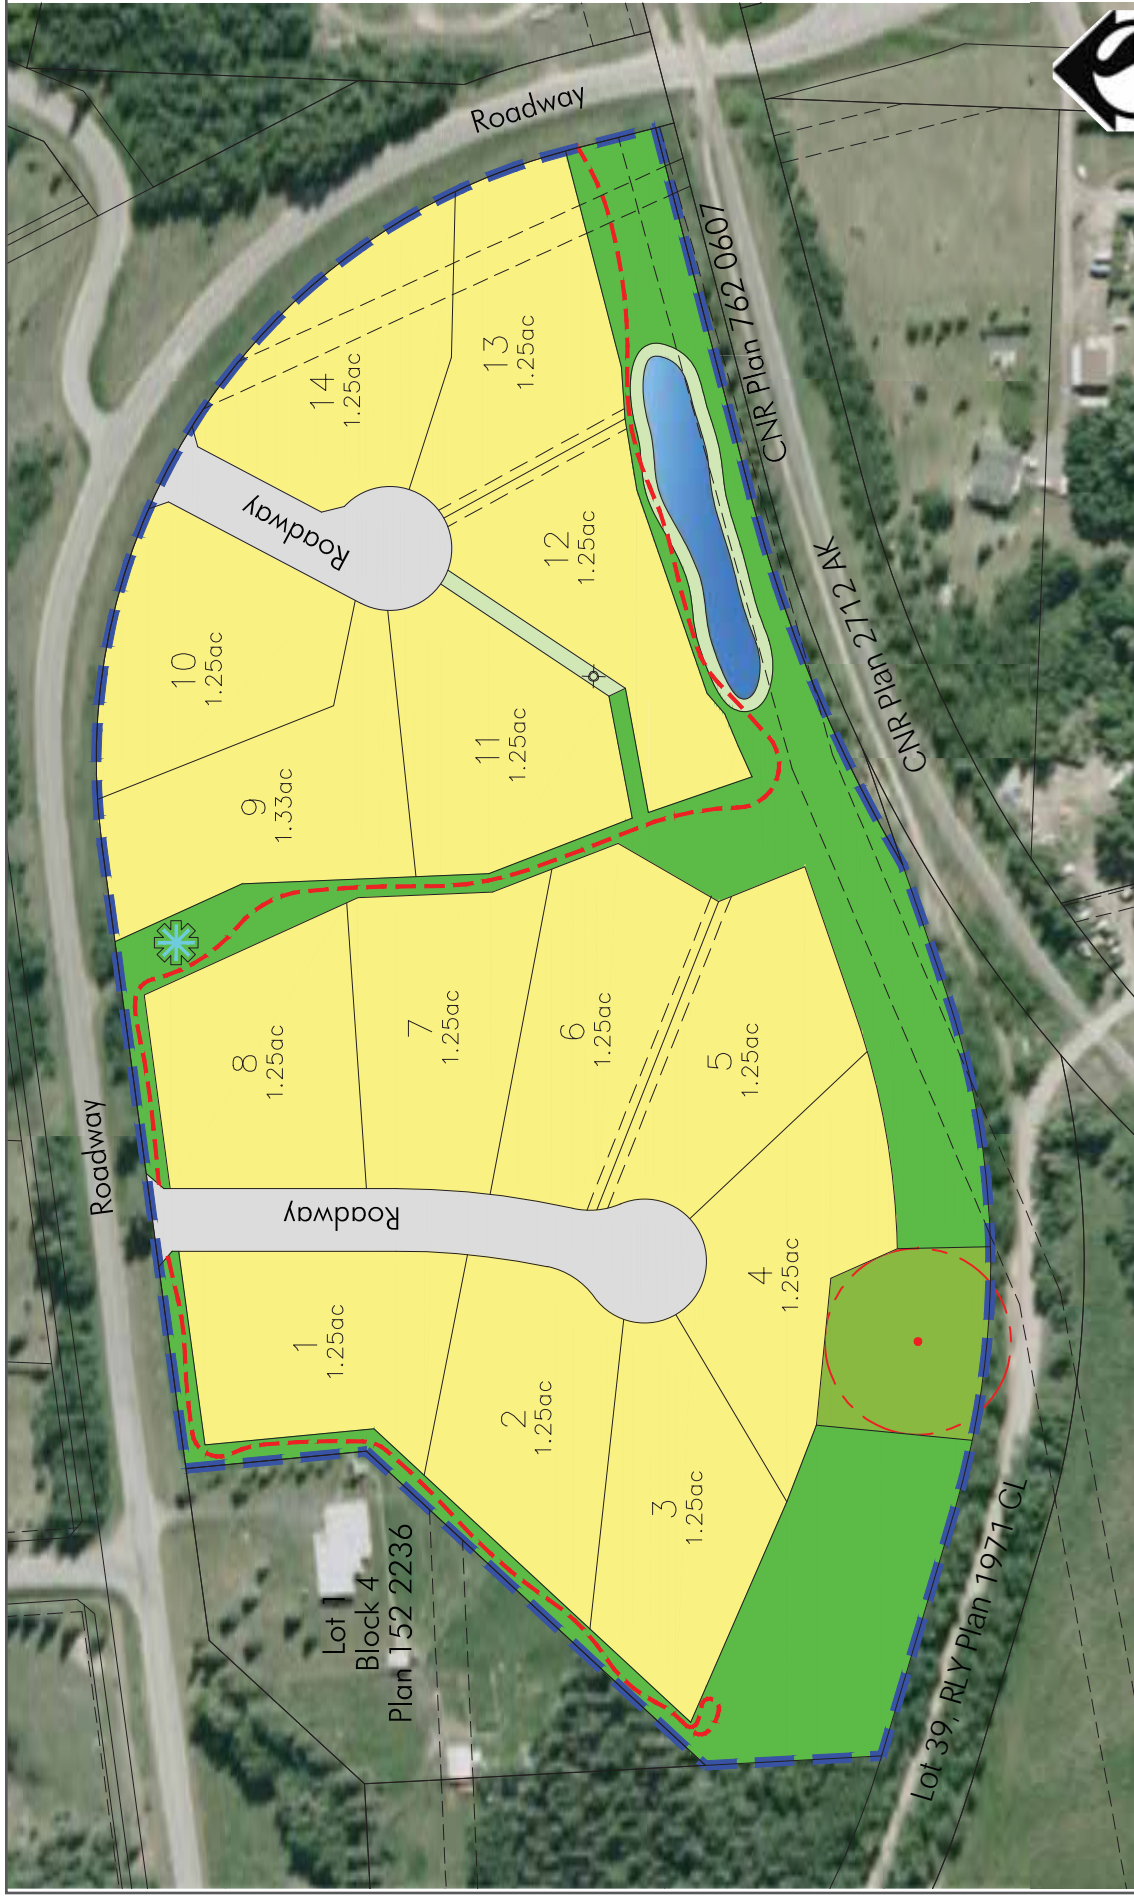 Roadway
14
1.25ac
13
1.25ac
CNR Plan 762 0607
Roadway
12
1.25ac
CNR Plan 2712 AK
10
1.25ac
11
1.25ac
9
1.33ac
8
1.25ac
7
1.25ac
6
1.25ac
5
1.25ac
Roadway
Roadway
4
1.25ac
1
1.25ac
2
1.25ac
3
1.25ac
Lot 1
Block 4
Plan 152 2236
Lot 39, RLY Plan 1971 CL